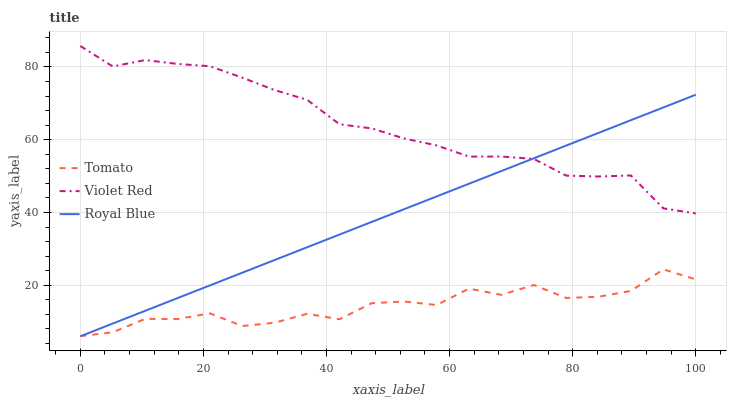 title
yaxis_label
80
60
40
20
Tomato
Violet Red
Royal Blue
0 20 40 60 80 100
xaxis_label